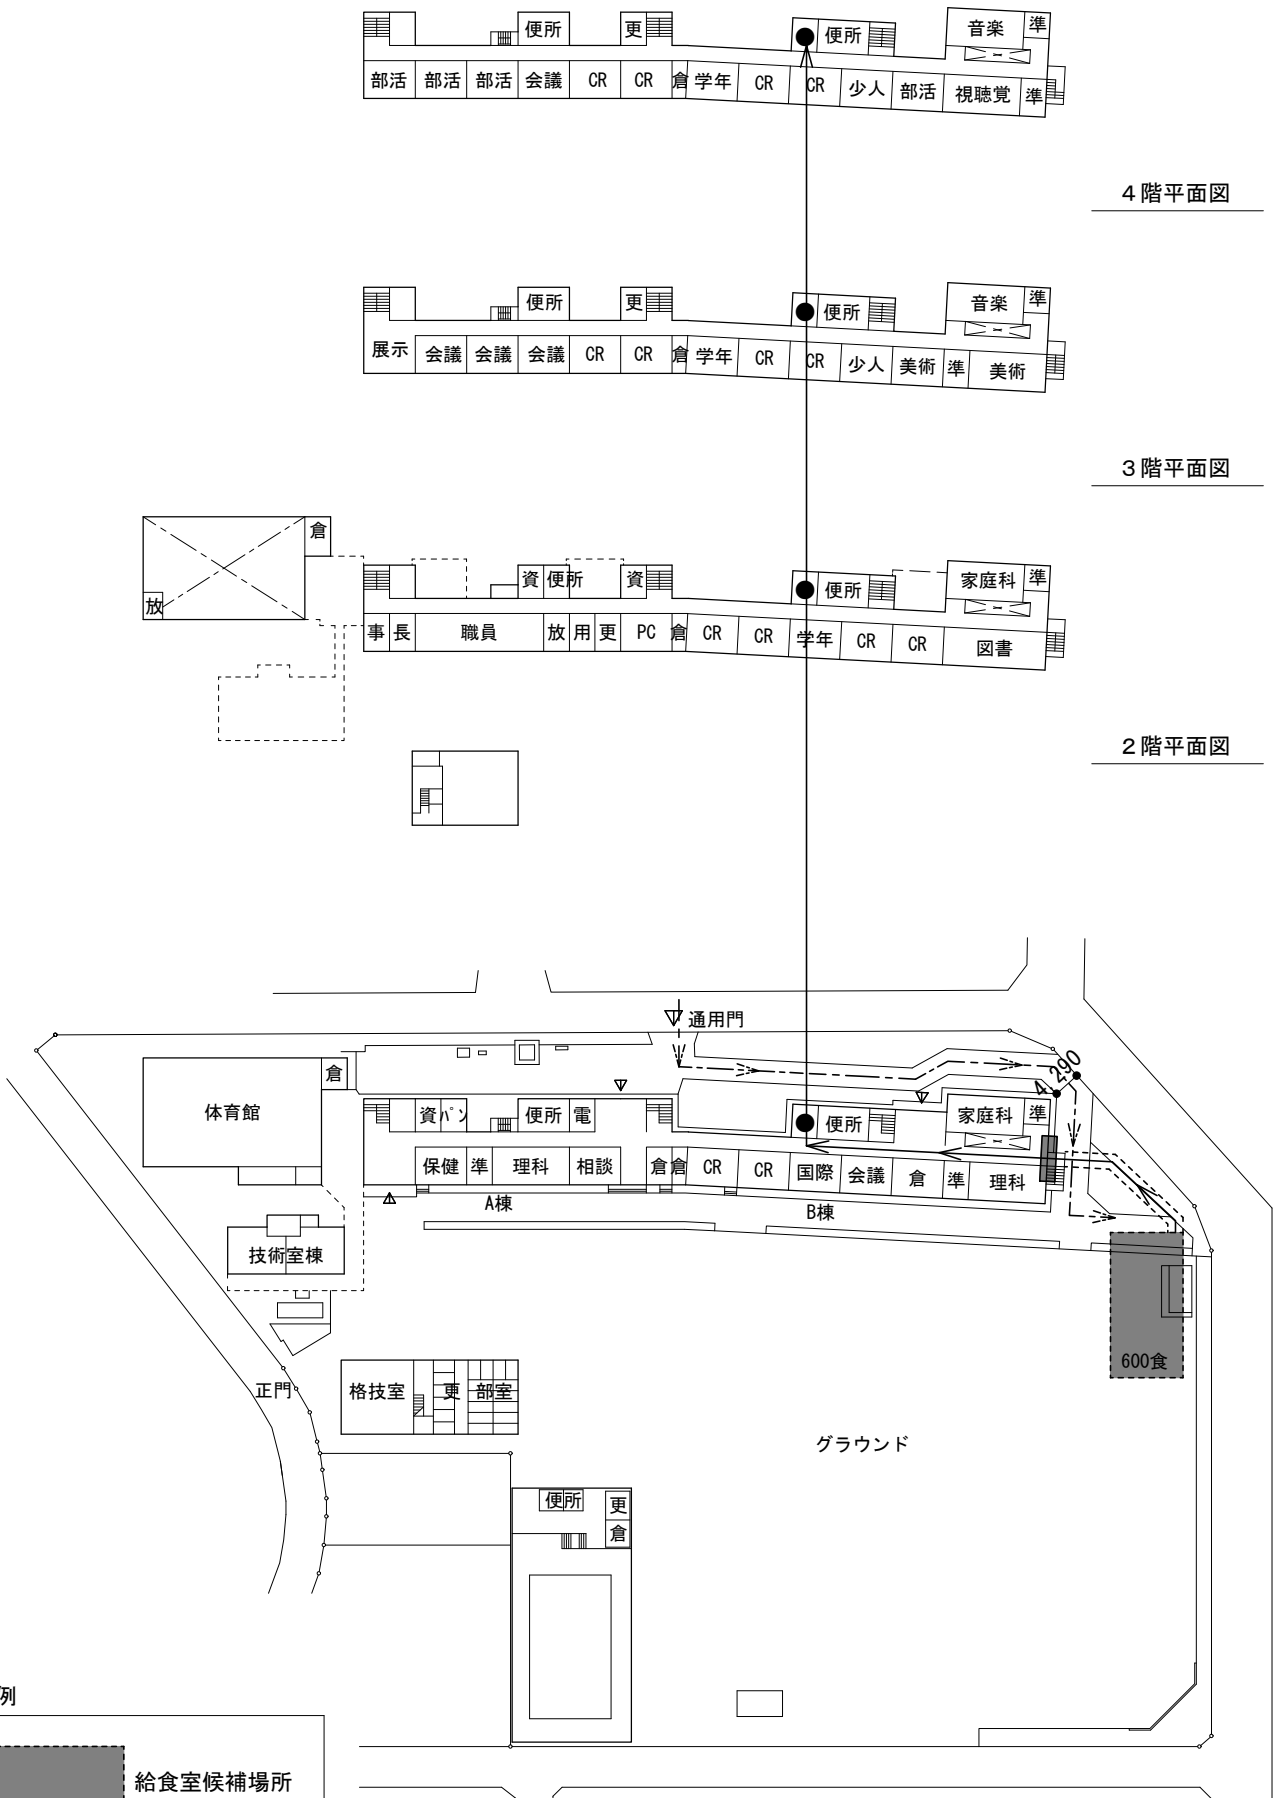 便所 更 便所 音楽 準
部活 部活 部活 会議 CR CR 倉 学年 CR CR 少人 部活 視聴覚 準
4階平面図
便所 更 便所 音楽 準
展示 会議 会議 会議 CR CR 倉 学年 CR CR 少人 美術 準 美術
3階平面図
倉
放
資 便所 資 便所 家庭科 準
事 長 職員 放 用 更 PC 倉 CR CR 学年 CR CR 図書
2階平面図
通用門
4,290
倉
体育館
資 パソ 便所 電 便所 家庭科 準
保健 準 理科 相談 倉 倉 CR CR 国際 会議 倉 準 理科
A棟 B棟
技術室棟
600食
正門
格技室 更 部室
グラウンド
便所 更
倉
例
給食室候補場所